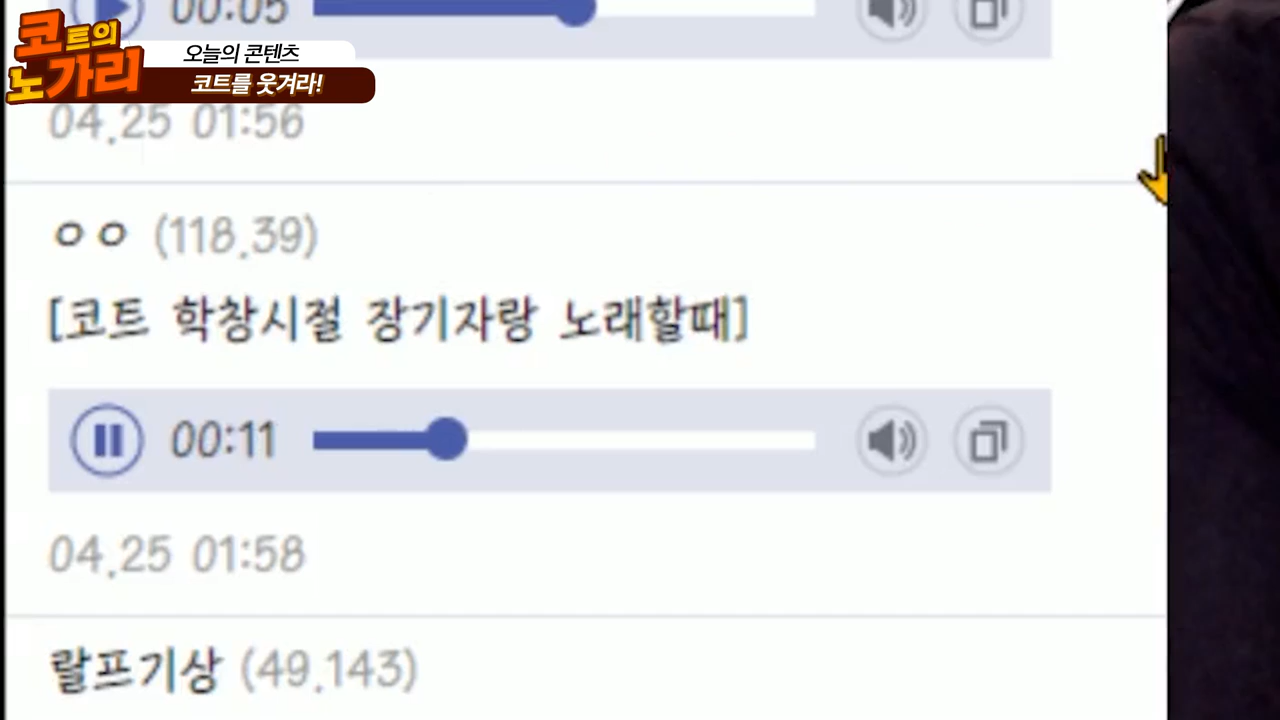 00:05
코트의
노가리
오늘의 콘텐츠
코트를 웃겨라!
04.25 01:56
ㅇㅇ (118.39)
[코트 학창시절 장기자랑 노래할때]
00:11
04.25 01:58
랄프기상 (49.143)